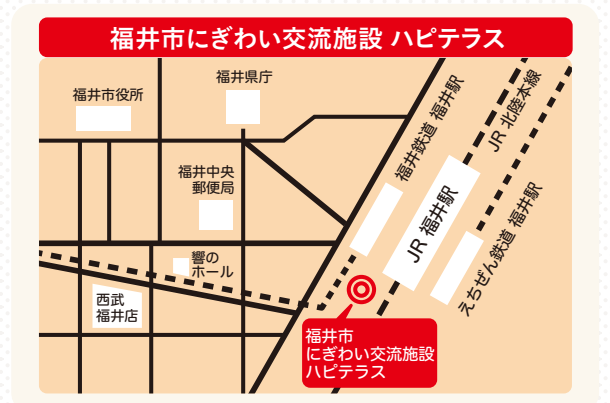 福井市にぎわい交流施設 ハピテラス
福井県庁
福井市役所
福井鉄道 福井駅
JR 北陸本線
福井中央
郵便局
JR 福井駅
えちぜん鉄道 福井駅
響の
ホール
西武
福井店
福井市
にぎわい交流施設
ハピテラス